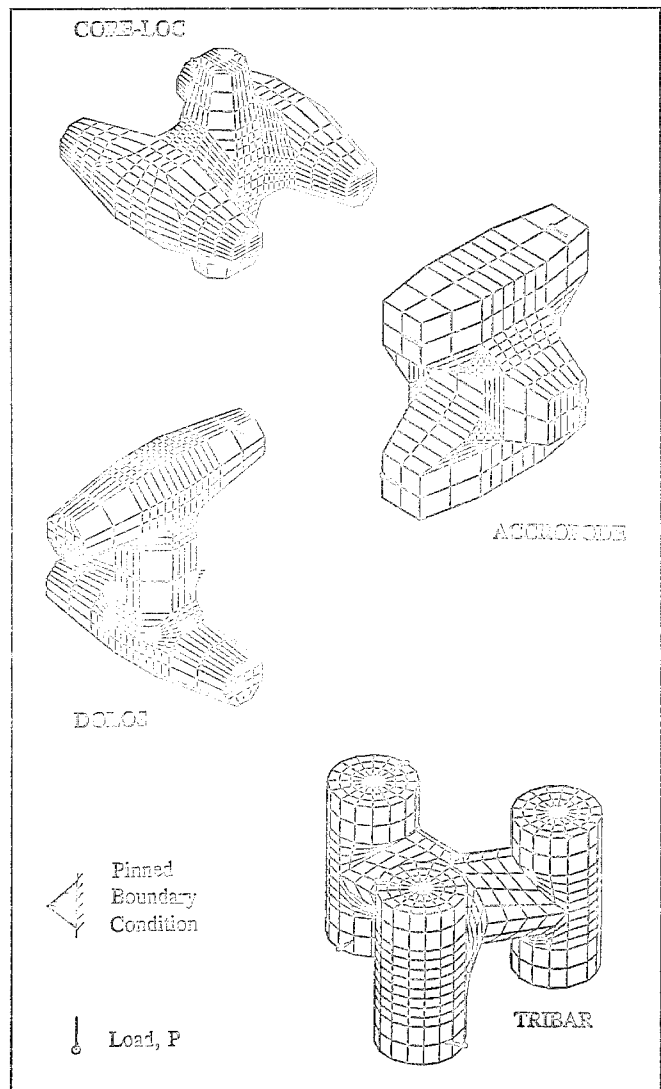 CORE-LOC
ACCROPODE
DOLOS
Pinned
Boundary
Condition
TRIBAR
Load, P